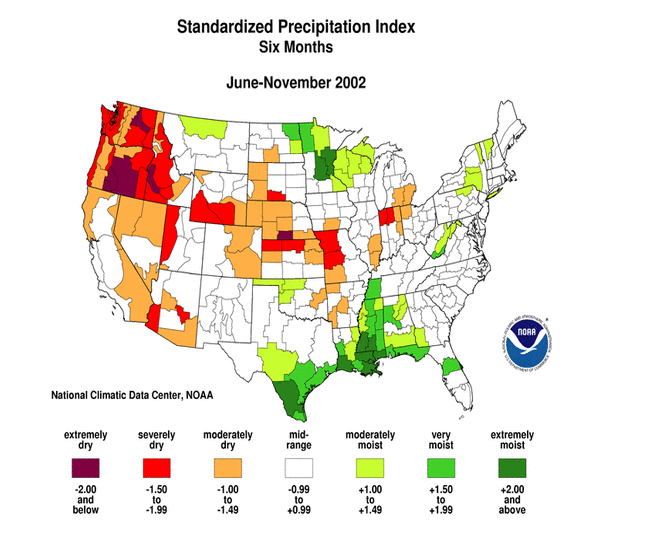 Standardized Precipitation Index
Six Months
June-November 2002
NOAA
National Climatic Data Center, NOAA
extremely dry
severely dry
moderately dry
mid-range
moderately moist
very moist
extremely moist
-2.00 and below
-1.50 to -1.99
-1.00 to -1.49
-0.99 to +0.99
+1.00 to +1.49
+1.50 to +1.99
+2.00 and above